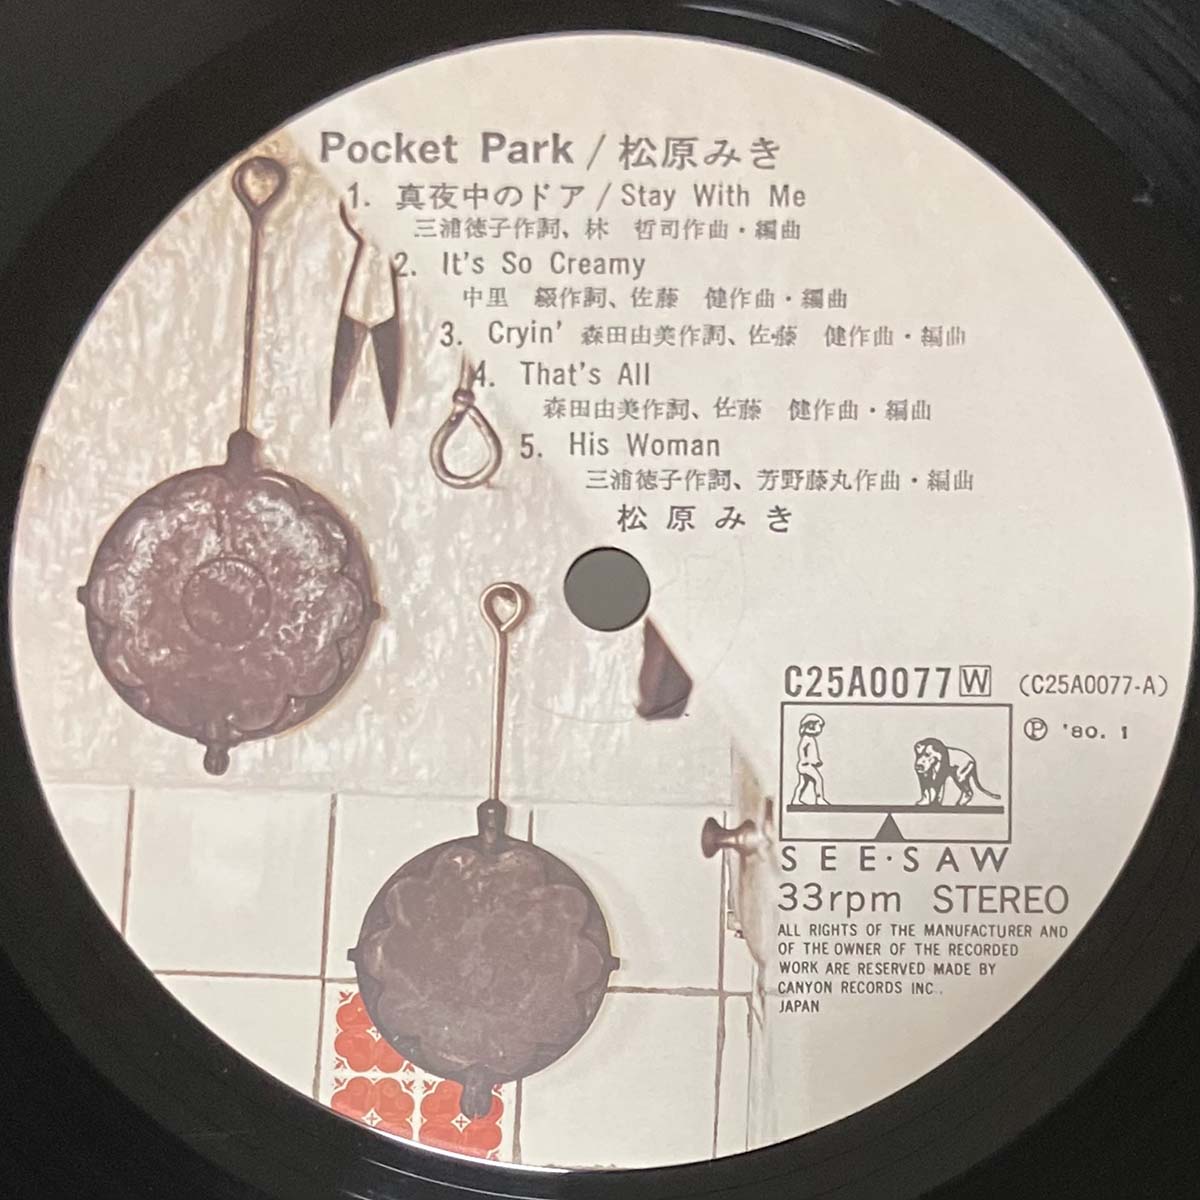 Pocket Park / 松原みき
1. 真夜中のドア / Stay With Me
三浦徳子作詞、林　哲司作曲・編曲
2. It's So Creamy
中里　綴作詞、佐藤　健作曲・編曲
3. Cryin' 森田由美作詞、佐藤　健作曲・編曲
4. That's All
森田由美作詞、佐藤　健作曲・編曲
5. His Woman
三浦徳子作詞、芳野藤丸作曲・編曲
松原みき
C25A0077 W (C25A0077-A)
Ⓟ '80. 1
SEE・SAW
33rpm STEREO
ALL RIGHTS OF THE MANUFACTURER AND
OF THE OWNER OF THE RECORDED
WORK ARE RESERVED MADE BY
CANYON RECORDS INC.,
JAPAN